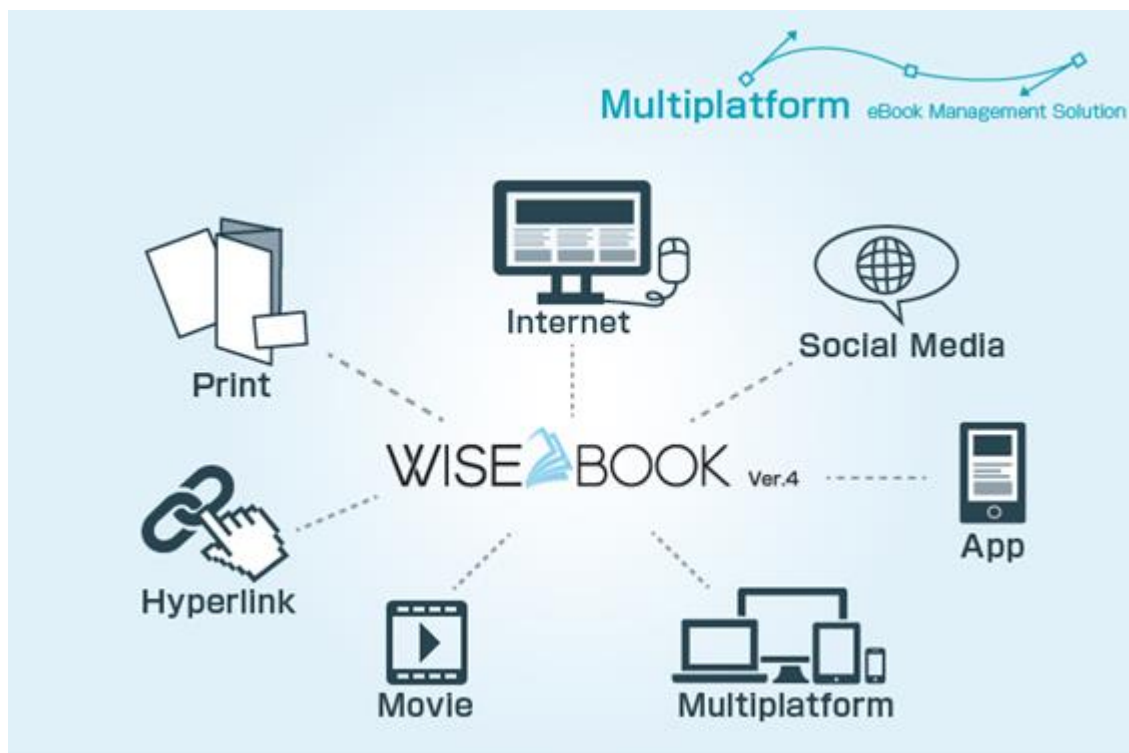 Multiplatform eBook Management Solution
Internet
Social Media
Print
WISE BOOK Ver.4
App
Hyperlink
Movie
Multiplatform